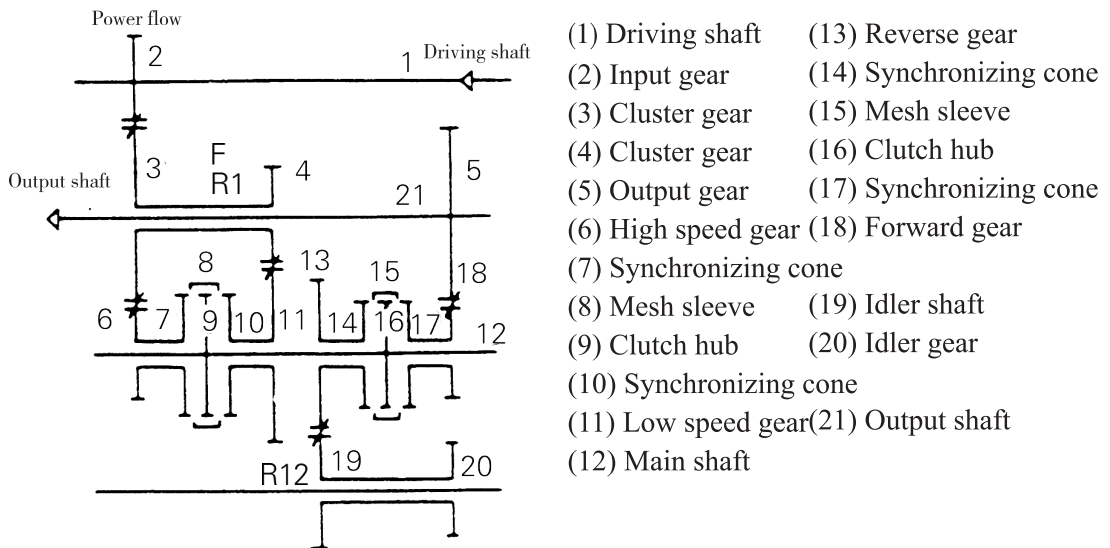 Power flow
2
1
Driving shaft
3
F
R1
4
5
Output shaft
21
8
13
15
18
6
7
9
10
11
14
16
17
12
R12
19
20
(1) Driving shaft
(2) Input gear
(3) Cluster gear
(4) Cluster gear
(5) Output gear
(6) High speed gear
(7) Synchronizing cone
(8) Mesh sleeve
(9) Clutch hub
(10) Synchronizing cone
(11) Low speed gear
(12) Main shaft
(13) Reverse gear
(14) Synchronizing cone
(15) Mesh sleeve
(16) Clutch hub
(17) Synchronizing cone
(18) Forward gear
(19) Idler shaft
(20) Idler gear
(21) Output shaft